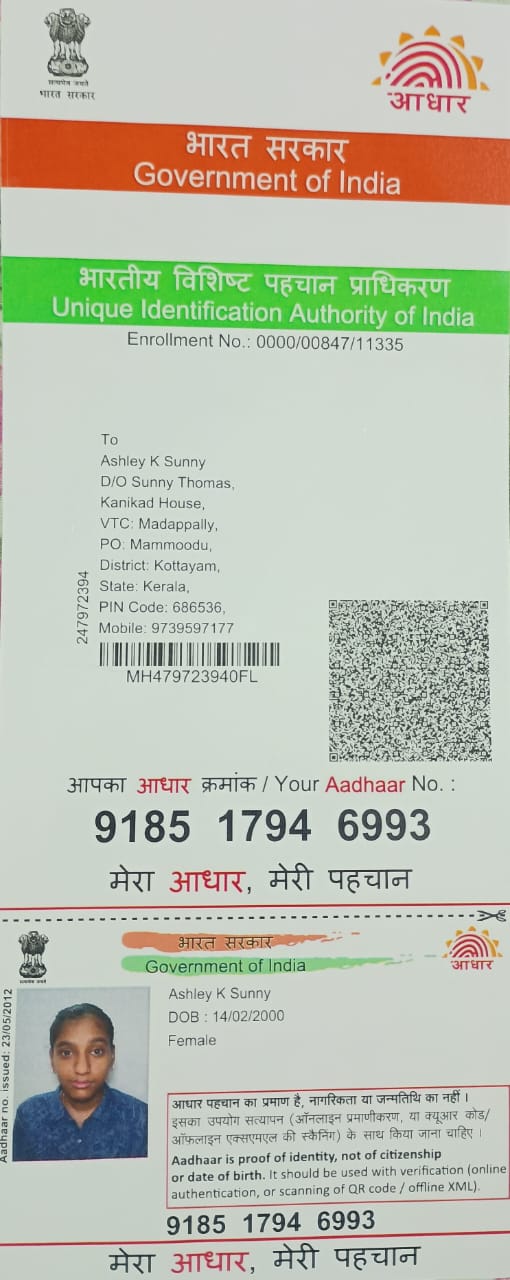 सत्यमेव जयते
भारत सरकार
आधार
भारत सरकार
Government of India
भारतीय विशिष्ट पहचान प्राधिकरण
Unique Identification Authority of India
Enrollment No.: 0000/00847/11335
To
Ashley K Sunny
D/O Sunny Thomas,
Kanikad House,
VTC: Madappally,
PO: Mammoodu,
District: Kottayam,
State: Kerala,
PIN Code: 686536,
Mobile: 9739597177
247972394
MH479723940FL
आपका आधार क्रमांक / Your Aadhaar No. :
9185 1794 6993
मेरा आधार, मेरी पहचान
भारत सरकार
Government of India
आधार
Aadhaar no. issued: 23/05/2012
Ashley K Sunny
DOB : 14/02/2000
Female
आधार पहचान का प्रमाण है, नागरिकता या जन्मतिथि का नहीं ।
इसका उपयोग सत्यापन (ऑनलाइन प्रमाणीकरण, या क्यूआर कोड/
ऑफ़लाइन एक्सएमएल की स्कैनिंग) के साथ किया जाना चाहिए ।
Aadhaar is proof of identity, not of citizenship
or date of birth. It should be used with verification (online
authentication, or scanning of QR code / offline XML).
9185 1794 6993
मेरा आधार, मेरी पहचान